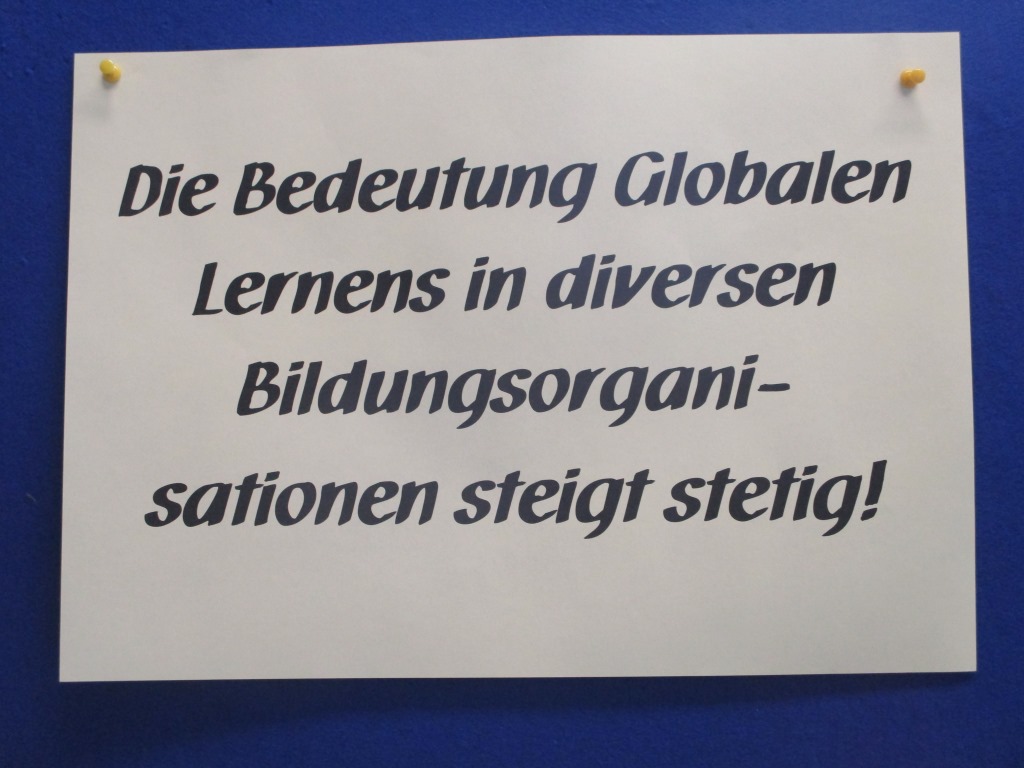 Die Bedeutung Globalen
Lernens in diversen
Bildungsorgani-
sationen steigt stetig!